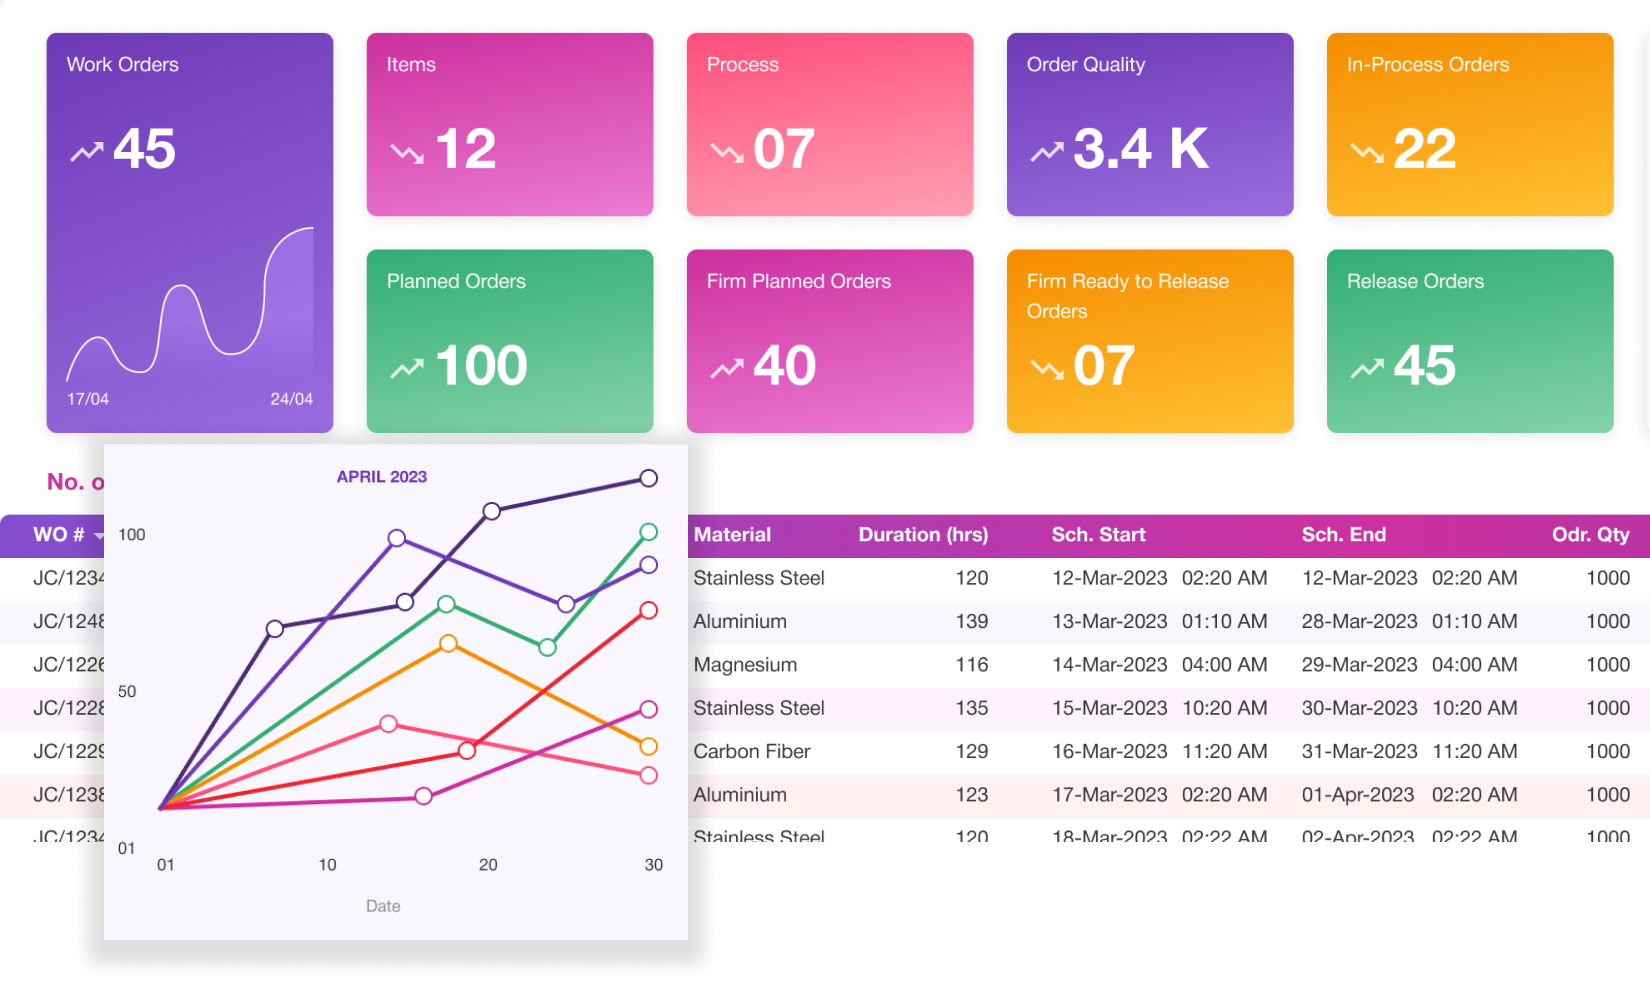 Work Orders
45
17/04 24/04
Items
12
Process
07
Order Quality
3.4 K
In-Process Orders
22
Planned Orders
100
Firm Planned Orders
40
Firm Ready to Release
Orders
07
Release Orders
45
No. o
APRIL 2023
100
50
01
01 10 20 30
Date
WO # Material Duration (hrs) Sch. Start Sch. End Odr. Qty
JC/1234 Stainless Steel 120 12-Mar-2023 02:20 AM 12-Mar-2023 02:20 AM 1000
JC/1248 Aluminium 139 13-Mar-2023 01:10 AM 28-Mar-2023 01:10 AM 1000
JC/1226 Magnesium 116 14-Mar-2023 04:00 AM 29-Mar-2023 04:00 AM 1000
JC/1228 Stainless Steel 135 15-Mar-2023 10:20 AM 30-Mar-2023 10:20 AM 1000
JC/1229 Carbon Fiber 129 16-Mar-2023 11:20 AM 31-Mar-2023 11:20 AM 1000
JC/1238 Aluminium 123 17-Mar-2023 02:20 AM 01-Apr-2023 02:20 AM 1000
JC/1234 Stainless Steel 120 18-Mar-2023 02:22 AM 02-Apr-2023 02:22 AM 1000